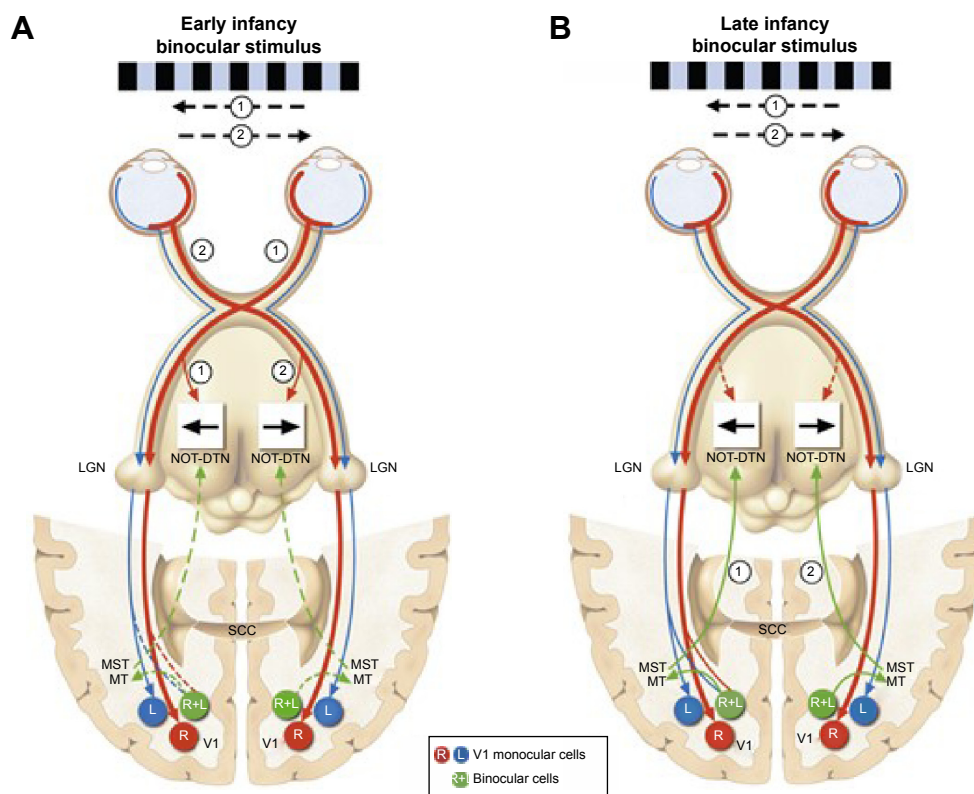 A
Early infancy
binocular stimulus
1
2
2
1
1
2
NOT-DTN
NOT-DTN
LGN
LGN
SCC
MST
MT
MST
MT
L
R+L
R+L
L
R
V1
V1
R
B
Late infancy
binocular stimulus
1
2
NOT-DTN
NOT-DTN
LGN
LGN
1
2
SCC
MST
MT
MST
MT
L
R+L
R+L
L
R
V1
V1
R
R L V1 monocular cells
R+L Binocular cells